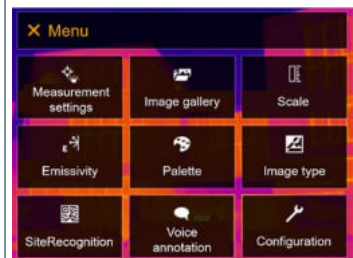 × Menu
Measurement
settings
Image gallery
Scale
Emissivity
Palette
Image type
SiteRecognition
Voice
annotation
Configuration